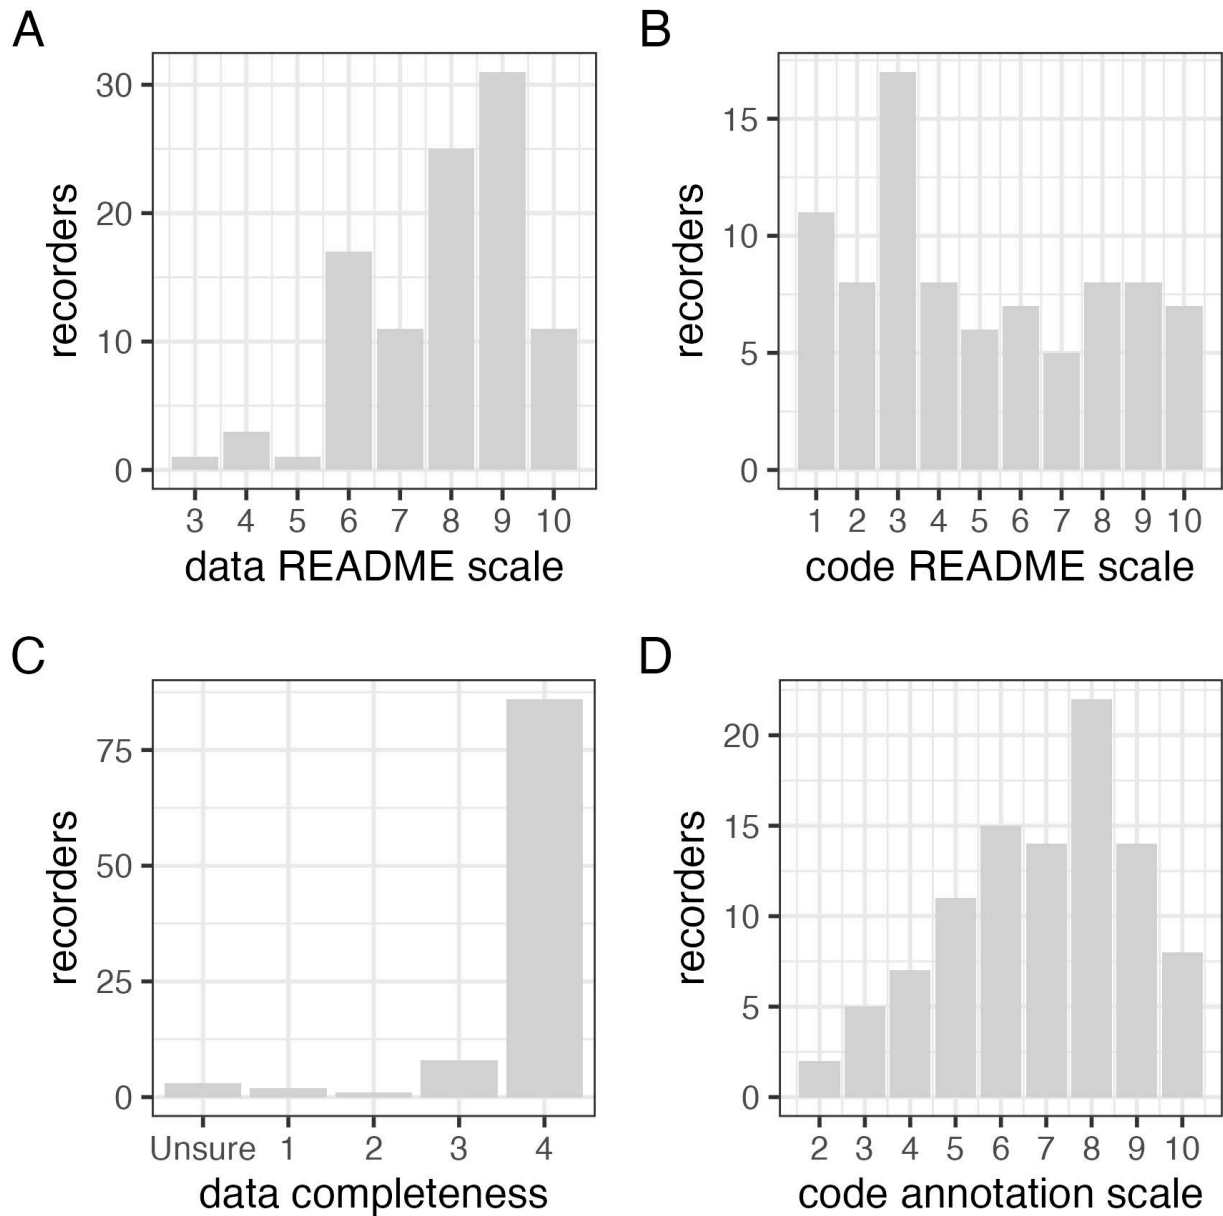 A
recorders
30
20
10
0
3 4 5 6 7 8 9 10
data README scale
B
recorders
15
10
5
0
1 2 3 4 5 6 7 8 9 10
code README scale
C
recorders
75
50
25
0
Unsure 1 2 3 4
data completeness
D
recorders
20
15
10
5
0
2 3 4 5 6 7 8 9 10
code annotation scale